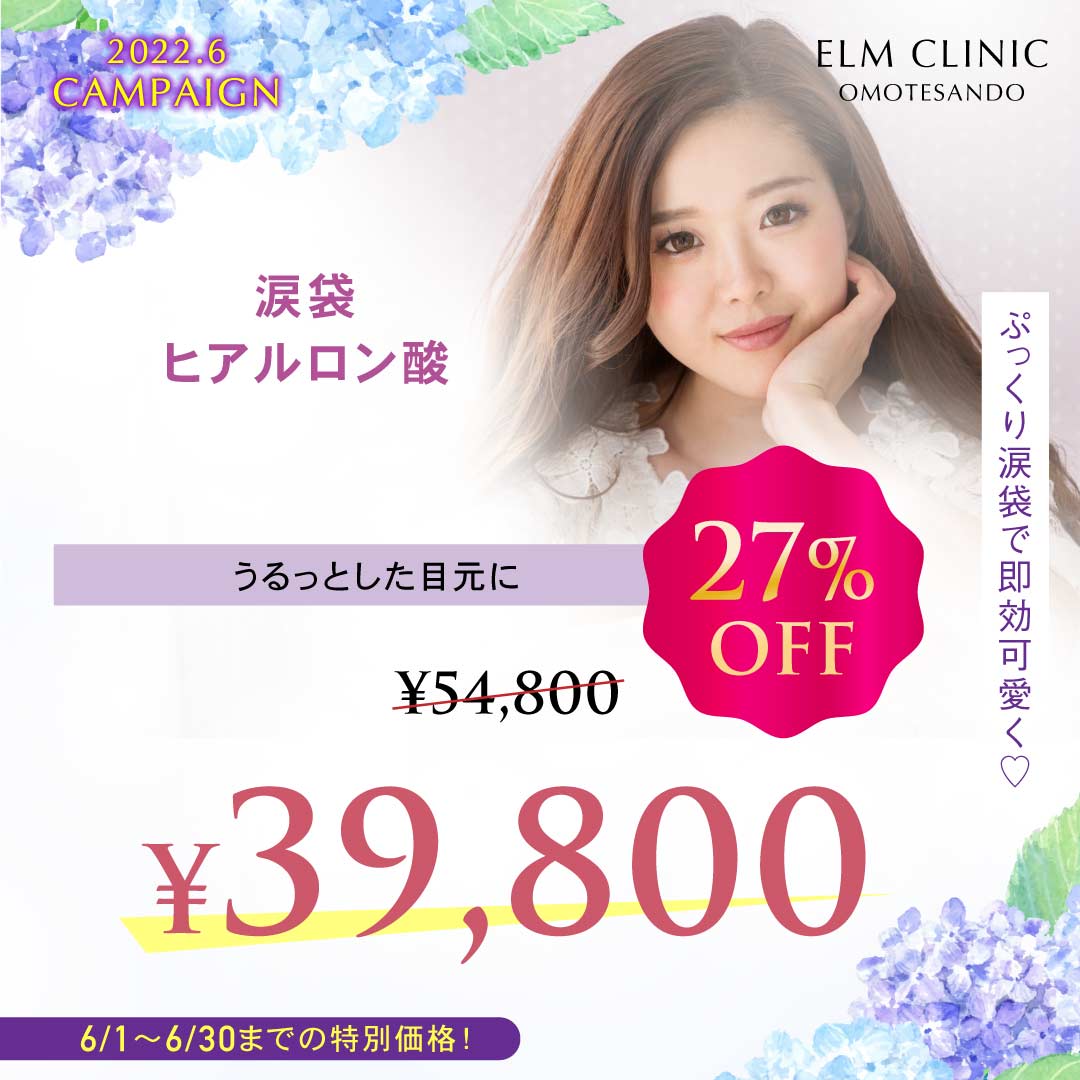 2022.6
CAMPAIGN
ELM CLINIC
OMOTESANDO
涙袋
ヒアルロン酸
ぷっくり涙袋で即効可愛く♡
うるっとした目元に
27%
OFF
¥54,800
¥39,800
6/1～6/30までの特別価格!